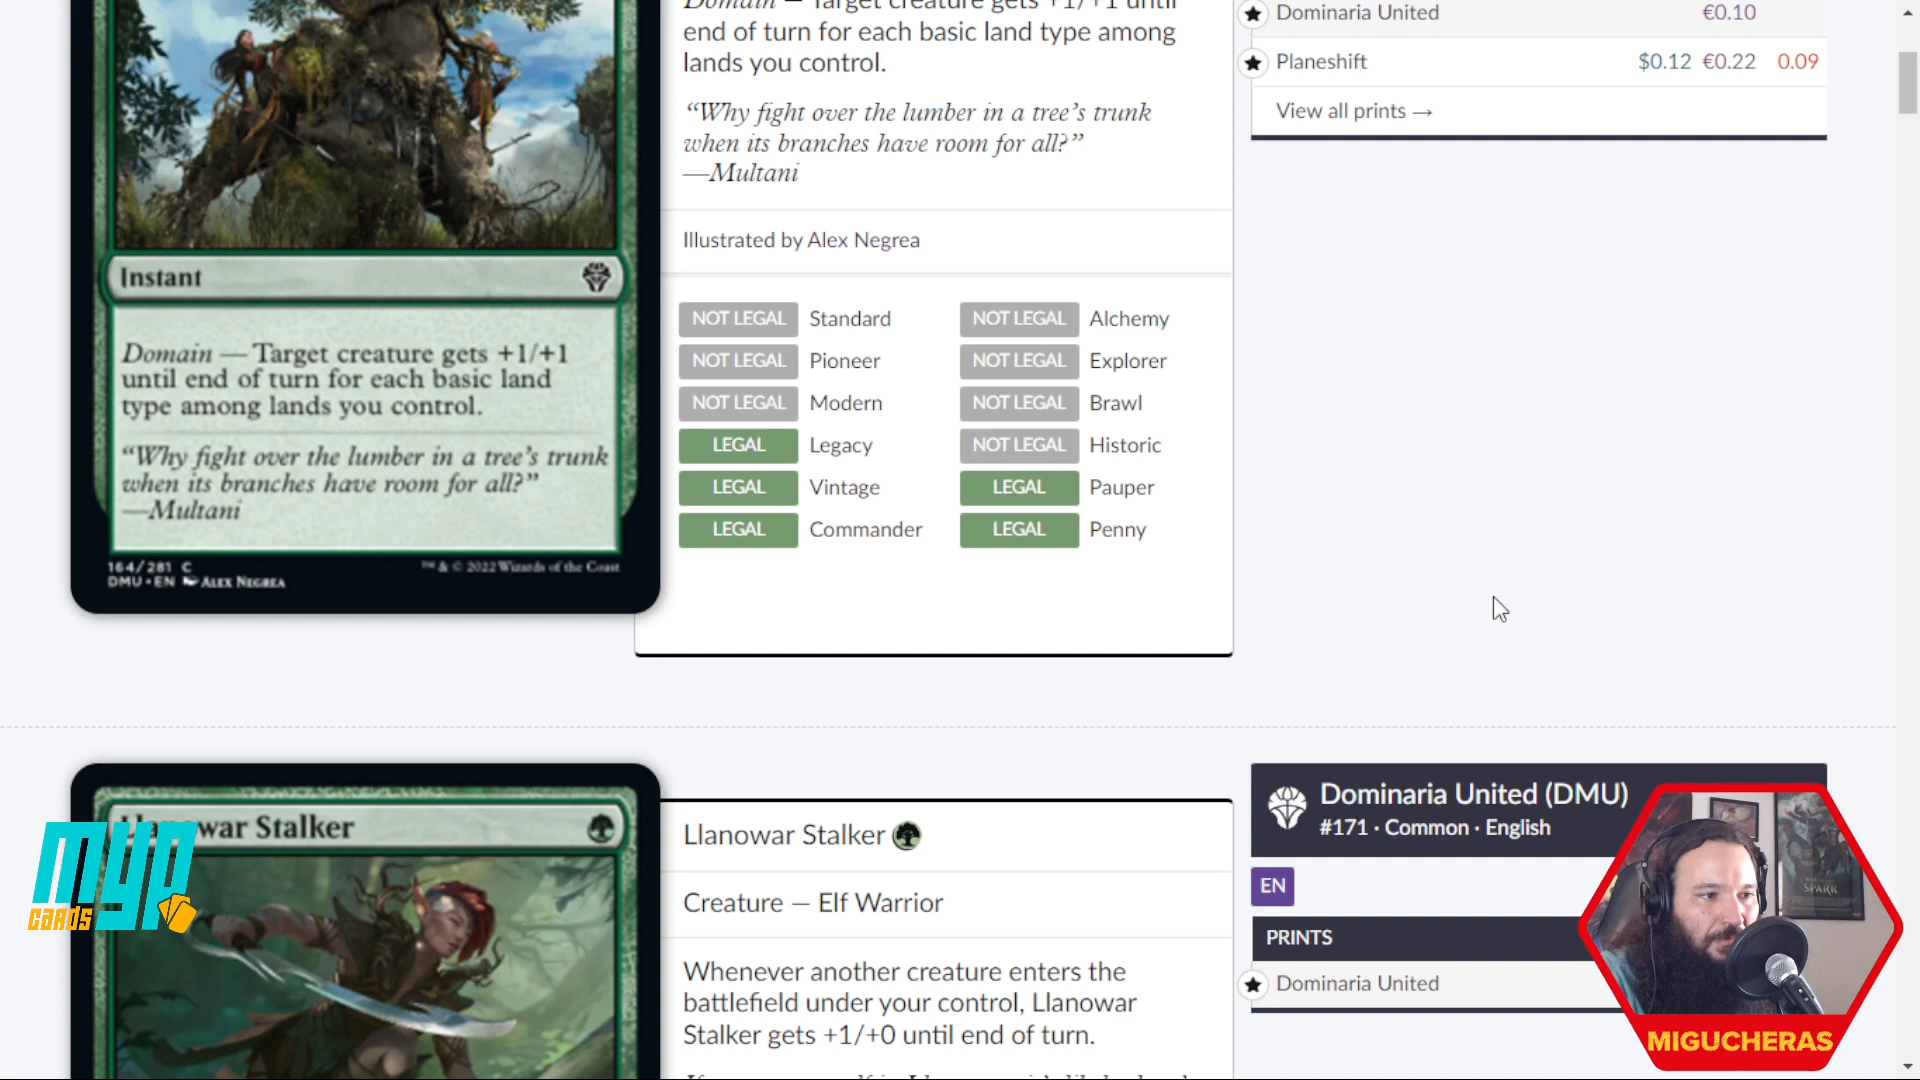 Domain — Target creature gets +1/+1 until
end of turn for each basic land type among
lands you control.
“Why fight over the lumber in a tree’s trunk
when its branches have room for all?”
—Multani
Illustrated by Alex Negrea
NOT LEGAL Standard NOT LEGAL Alchemy
NOT LEGAL Pioneer NOT LEGAL Explorer
NOT LEGAL Modern NOT LEGAL Brawl
LEGAL Legacy NOT LEGAL Historic
LEGAL Vintage LEGAL Pauper
LEGAL Commander LEGAL Penny
Dominaria United €0.10
Planeshift $0.12 €0.22 0.09
View all prints →
Instant
Domain — Target creature gets +1/+1
until end of turn for each basic land
type among lands you control.
“Why fight over the lumber in a tree’s trunk
when its branches have room for all?”
—Multani
164/281 C
DMU • EN ALEX NEGREA
™ & © 2022 Wizards of the Coast
Llanowar Stalker
myp
cards
Llanowar Stalker
Creature — Elf Warrior
Whenever another creature enters the
battlefield under your control, Llanowar
Stalker gets +1/+0 until end of turn.
Dominaria United (DMU)
#171 · Common · English
EN
PRINTS
Dominaria United
SPARK
MIGUCHERAS